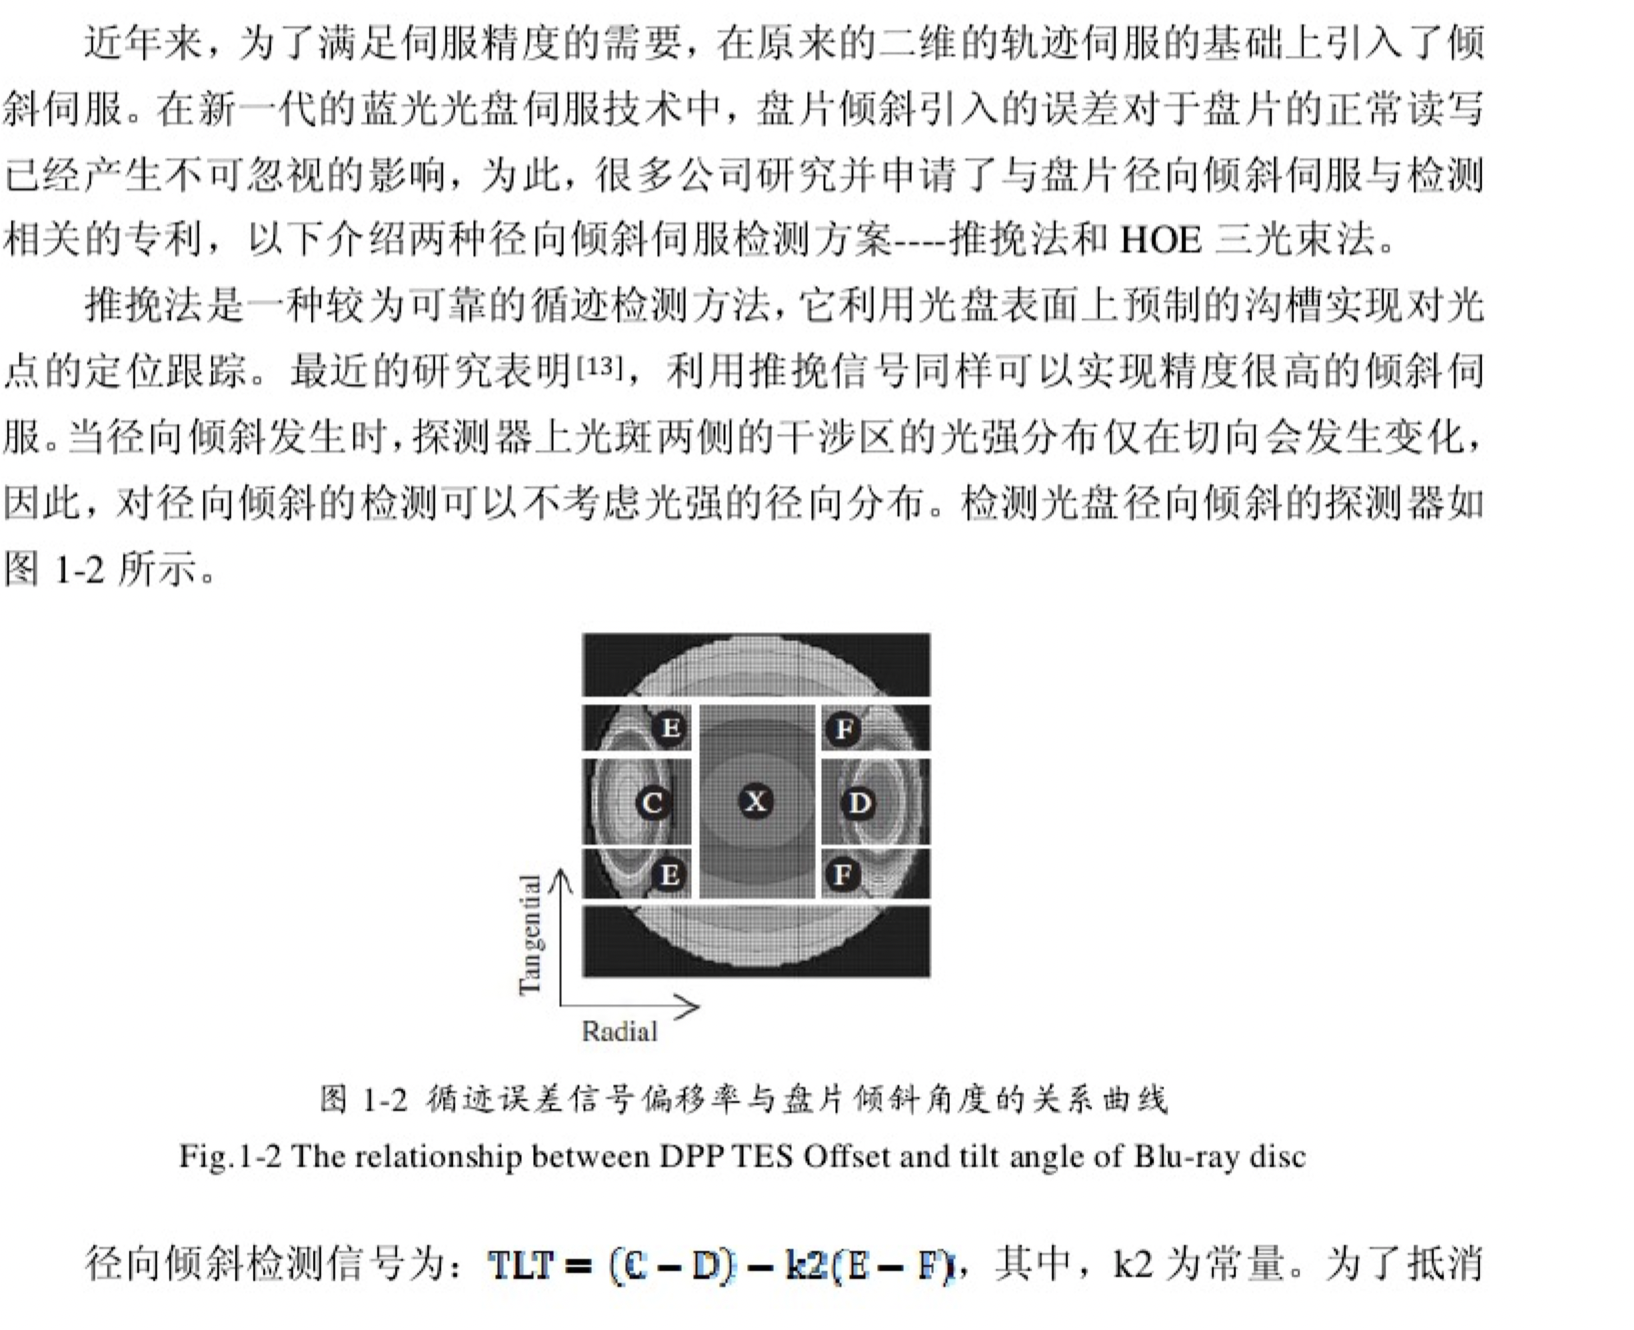 近年来，为了满足伺服精度的需要，在原来的二维的轨迹伺服的基础上引入了倾
斜伺服。在新一代的蓝光光盘伺服技术中，盘片倾斜引入的误差对于盘片的正常读写
已经产生不可忽视的影响，为此，很多公司研究并申请了与盘片径向倾斜伺服与检测
相关的专利，以下介绍两种径向倾斜伺服检测方案----推挽法和 HOE 三光束法。
推挽法是一种较为可靠的循迹检测方法，它利用光盘表面上预制的沟槽实现对光
点的定位跟踪。最近的研究表明[13]，利用推挽信号同样可以实现精度很高的倾斜伺
服。当径向倾斜发生时，探测器上光斑两侧的干涉区的光强分布仅在切向会发生变化，
因此，对径向倾斜的检测可以不考虑光强的径向分布。检测光盘径向倾斜的探测器如
图 1-2 所示。
E F
C X D
E F
Tangential
Radial
图 1-2 循迹误差信号偏移率与盘片倾斜角度的关系曲线
Fig.1-2 The relationship between DPP TES Offset and tilt angle of Blu-ray disc
径向倾斜检测信号为：TLT = (C − D) − k2(E − F)，其中，k2 为常量。为了抵消